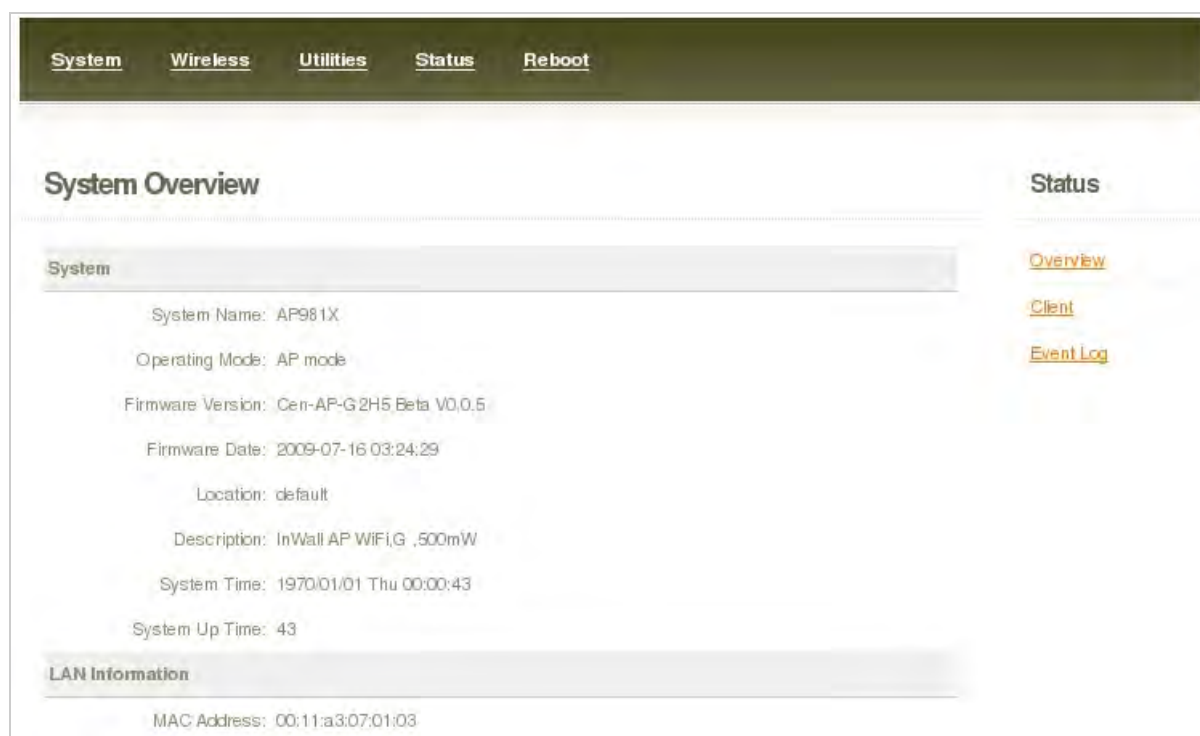 System Wireless Utilities Status Reboot
System Overview
System
System Name: AP981X
Operating Mode: AP mode
Firmware Version: Cen-AP-G2H5 Beta V0.0.5
Firmware Date: 2009-07-16 03:24:29
Location: default
Description: InWall AP WiFi,G ,500mW
System Time: 1970/01/01 Thu 00:00:43
System Up Time: 43
LAN Information
MAC Address: 00:11:a3:07:01:03
Status
Overview
Client
Event Log